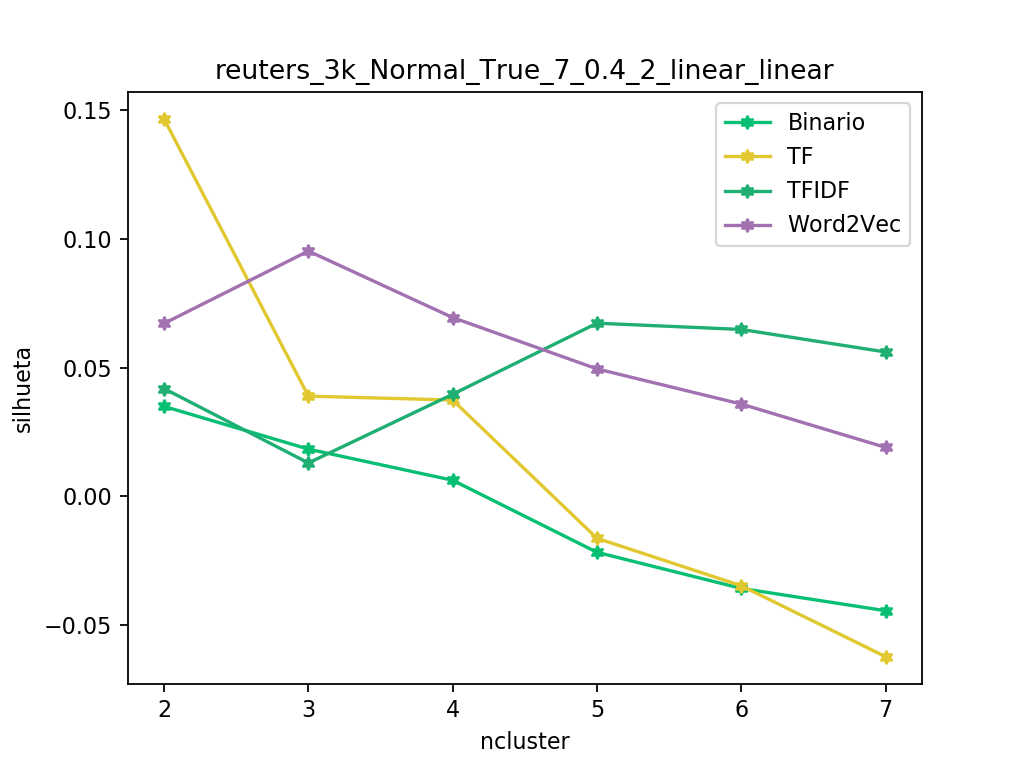 reuters_3k_Normal_True_7_0.4_2_linear_linear
Binario
TF
TFIDF
Word2Vec
silhueta
0.15
0.10
0.05
0.00
−0.05
2 3 4 5 6 7
ncluster